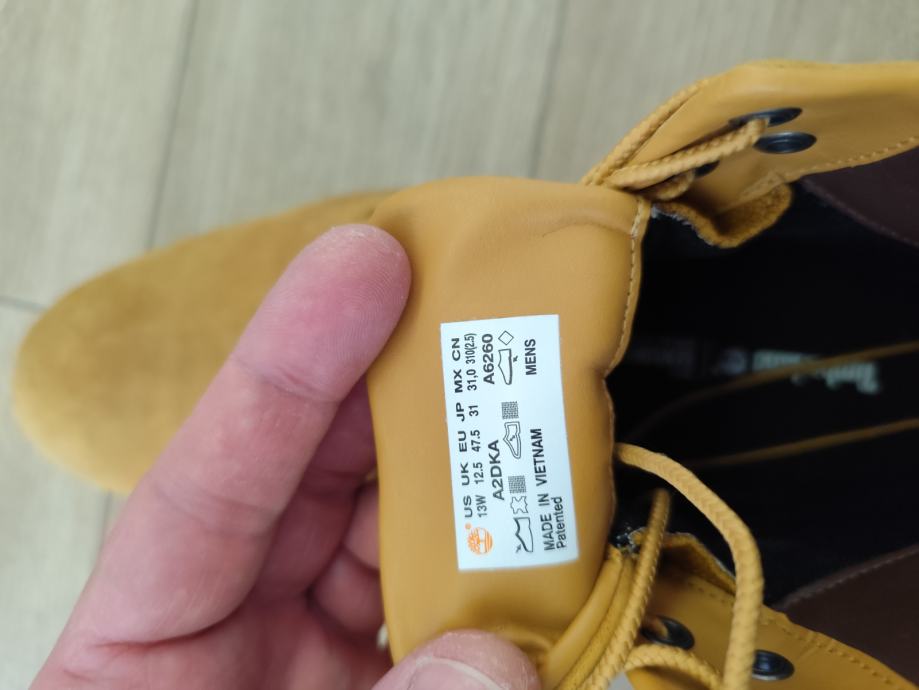 US UK EU JP MX CN
13W 12.5 47.5 31 31,0 310(2.5)
A2DKA A6260
MENS
MADE IN VIETNAM
Patented